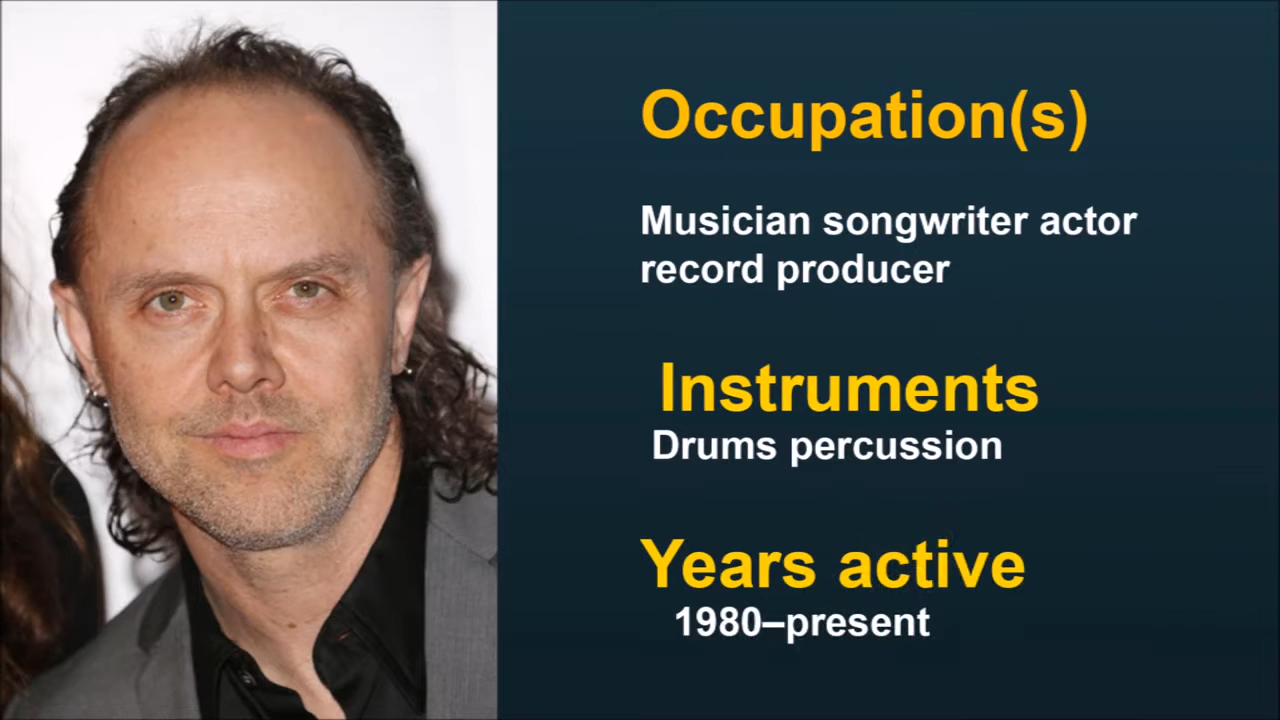 Occupation(s)
Musician songwriter actor
record producer
Instruments
Drums percussion
Years active
1980–present